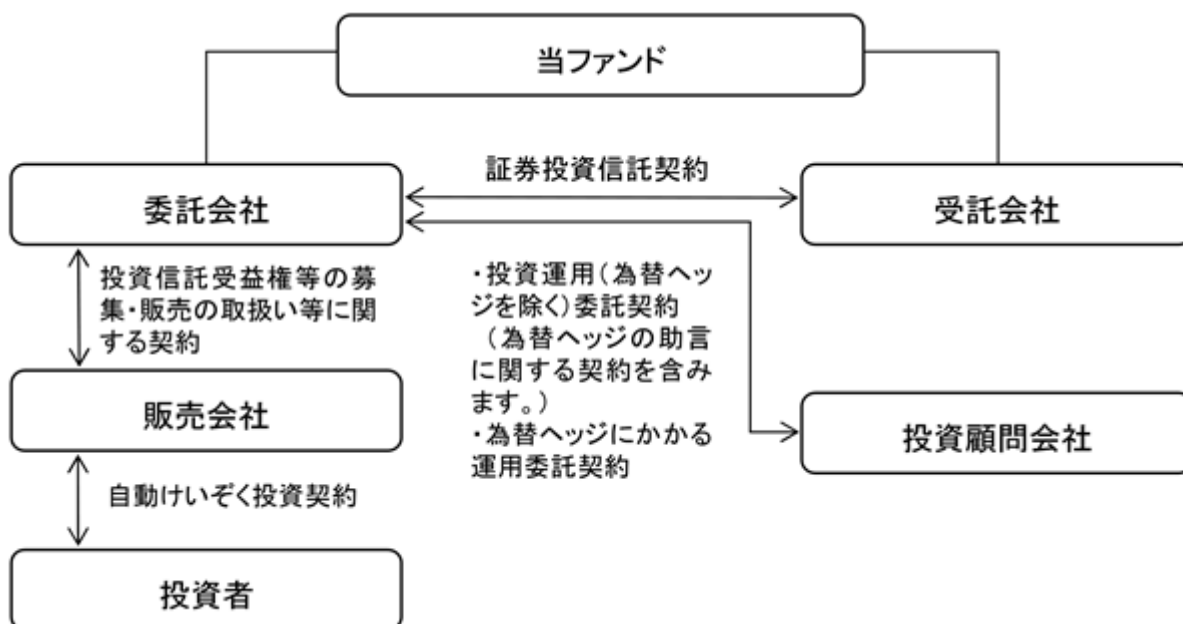 当ファンド
証券投資信託契約
委託会社
受託会社
投資信託受益権等の募
集・販売の取扱い等に関
する契約
・投資運用（為替ヘッ
ジを除く）委託契約
（為替ヘッジの助言
に関する契約を含み
ます。）
・為替ヘッジにかかる
運用委託契約
販売会社
投資顧問会社
自動けいぞく投資契約
投資者